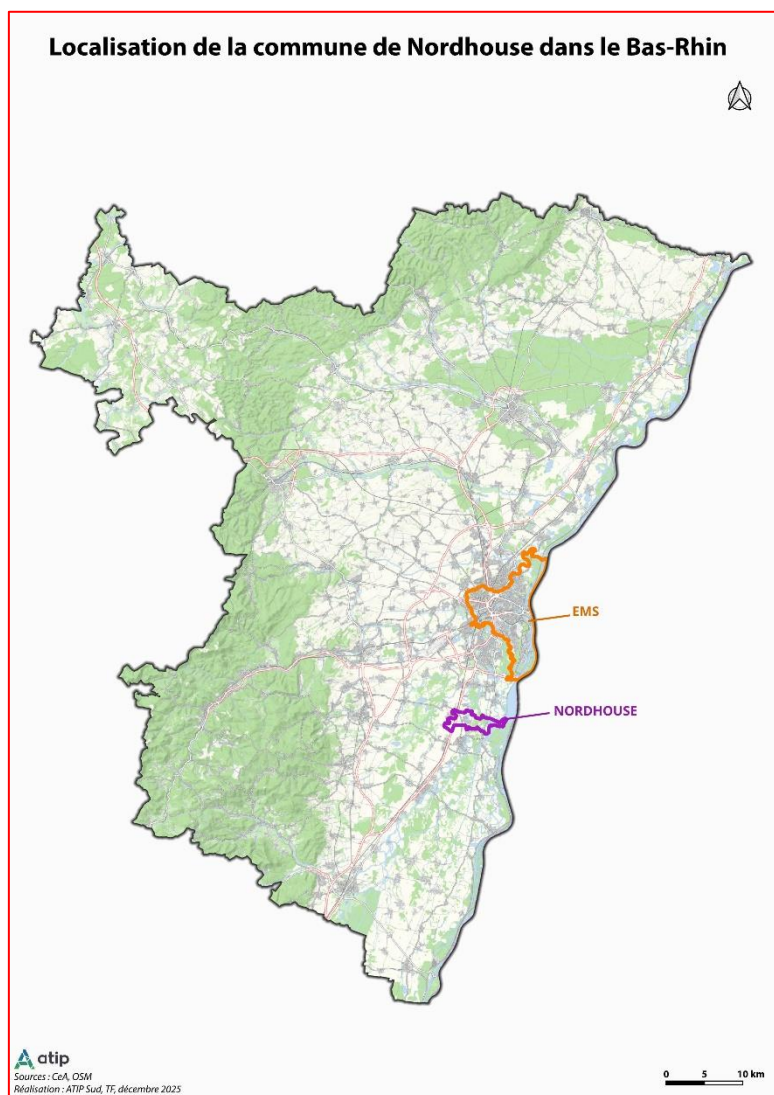 Localisation de la commune de Nordhouse dans le Bas-Rhin
EMS
NORDHOUSE
atip
Sources : CeA, OSM
Réalisation : ATIP Sud, TF, décembre 2025
0 5 10 km